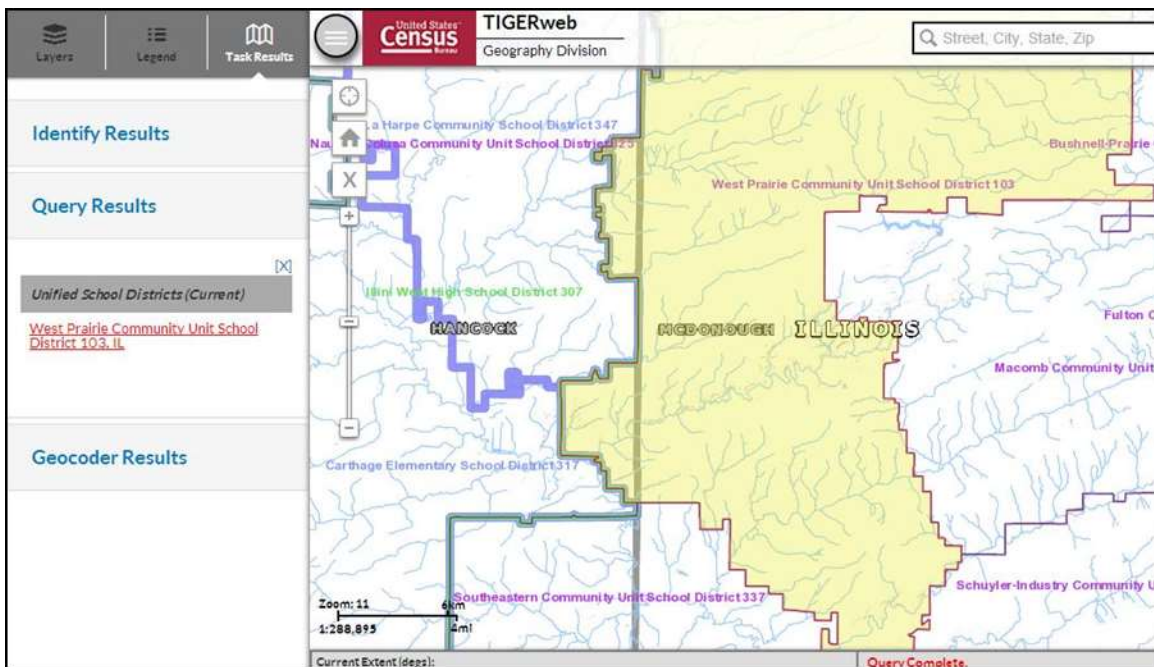 Layers
Legend
Task Results
United States™
Census
Bureau
TIGERweb
Geography Division
Street, City, State, Zip
Identify Results
Query Results
[X]
Unified School Districts (Current)
West Prairie Community Unit School
District 103, IL
Geocoder Results
X
+
La Harpe Community School District 347
Community Unit School District 325
Bushnell-Prairie
West Prairie Community Unit School District 103
Illini West High School District 307
HANCOCK
MCDONOUGH
ILLINOIS
Fulton
Macomb Community Unit
Carthage Elementary School District 317
Southeastern Community Unit School District 337
Schuyler-Industry Community
Zoom: 11
6km
1:288,895
4mi
Current Extent (degs):
Query Complete.